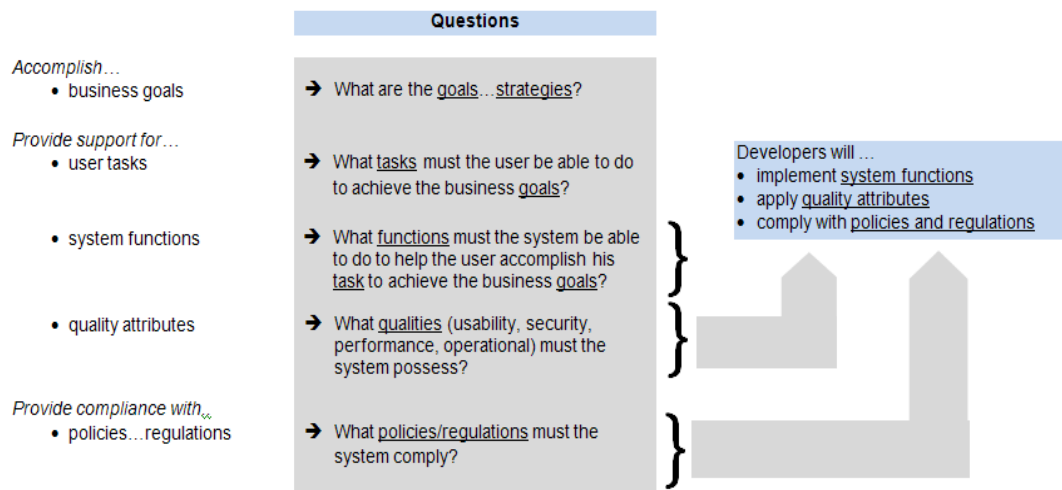 Questions
Accomplish…
• business goals
➔ What are the goals…strategies?
Provide support for…
• user tasks
➔ What tasks must the user be able to do
to achieve the business goals?
• system functions
➔ What functions must the system be able
to do to help the user accomplish his
task to achieve the business goals?
• quality attributes
➔ What qualities (usability, security,
performance, operational) must the
system possess?
Provide compliance with
• policies…regulations
➔ What policies/regulations must the
system comply?
Developers will …
• implement system functions
• apply quality attributes
• comply with policies and regulations